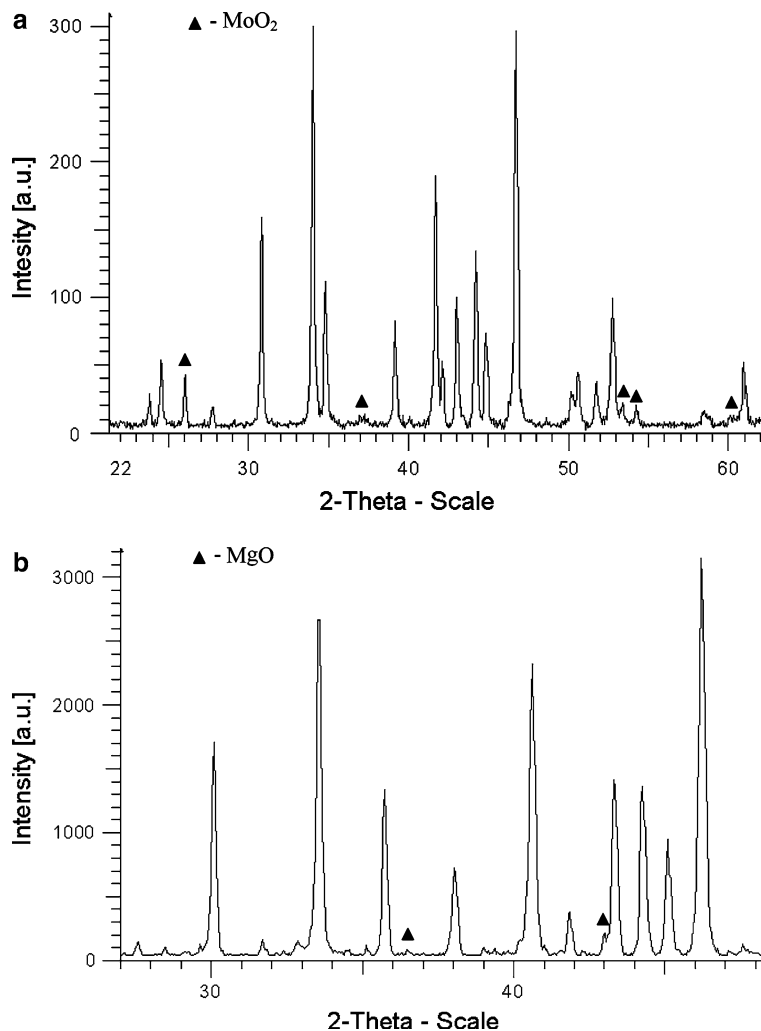 a
▲ - MoO₂
300
200
100
0
Intesity [a.u.]
22 30 40 50 60
2-Theta - Scale
b
▲ - MgO
3000
2000
1000
0
Intensity [a.u.]
30 40
2-Theta - Scale